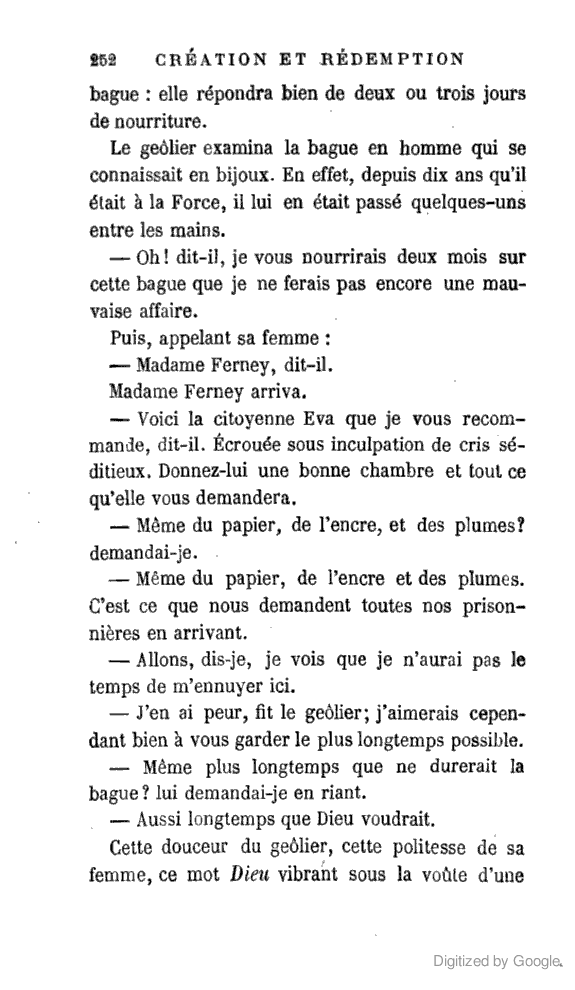 252 CRÉATION ET RÉDEMPTION
bague : elle répondra bien de deux ou trois jours
de nourriture.
Le geôlier examina la bague en homme qui se
connaissait en bijoux. En effet, depuis dix ans qu'il
était à la Force, il lui en était passé quelques-uns
entre les mains.
— Oh! dit-il, je vous nourrirais deux mois sur
cette bague que je ne ferais pas encore une mau-
vaise affaire.
Puis, appelant sa femme :
— Madame Ferney, dit-il.
Madame Ferney arriva.
— Voici la citoyenne Eva que je vous recom-
mande, dit-il. Écrouée sous inculpation de cris sé-
ditieux. Donnez-lui une bonne chambre et tout ce
qu'elle vous demandera.
— Même du papier, de l'encre, et des plumes?
demandai-je.
— Même du papier, de l'encre et des plumes.
C'est ce que nous demandent toutes nos prison-
nières en arrivant.
— Allons, dis-je, je vois que je n'aurai pas le
temps de m'ennuyer ici.
— J'en ai peur, fit le geôlier; j'aimerais cepen-
dant bien à vous garder le plus longtemps possible.
— Même plus longtemps que ne durerait la
bague? lui demandai-je en riant.
— Aussi longtemps que Dieu voudrait.
Cette douceur du geôlier, cette politesse de sa
femme, ce mot Dieu vibrant sous la voûte d'une
Digitized by Google